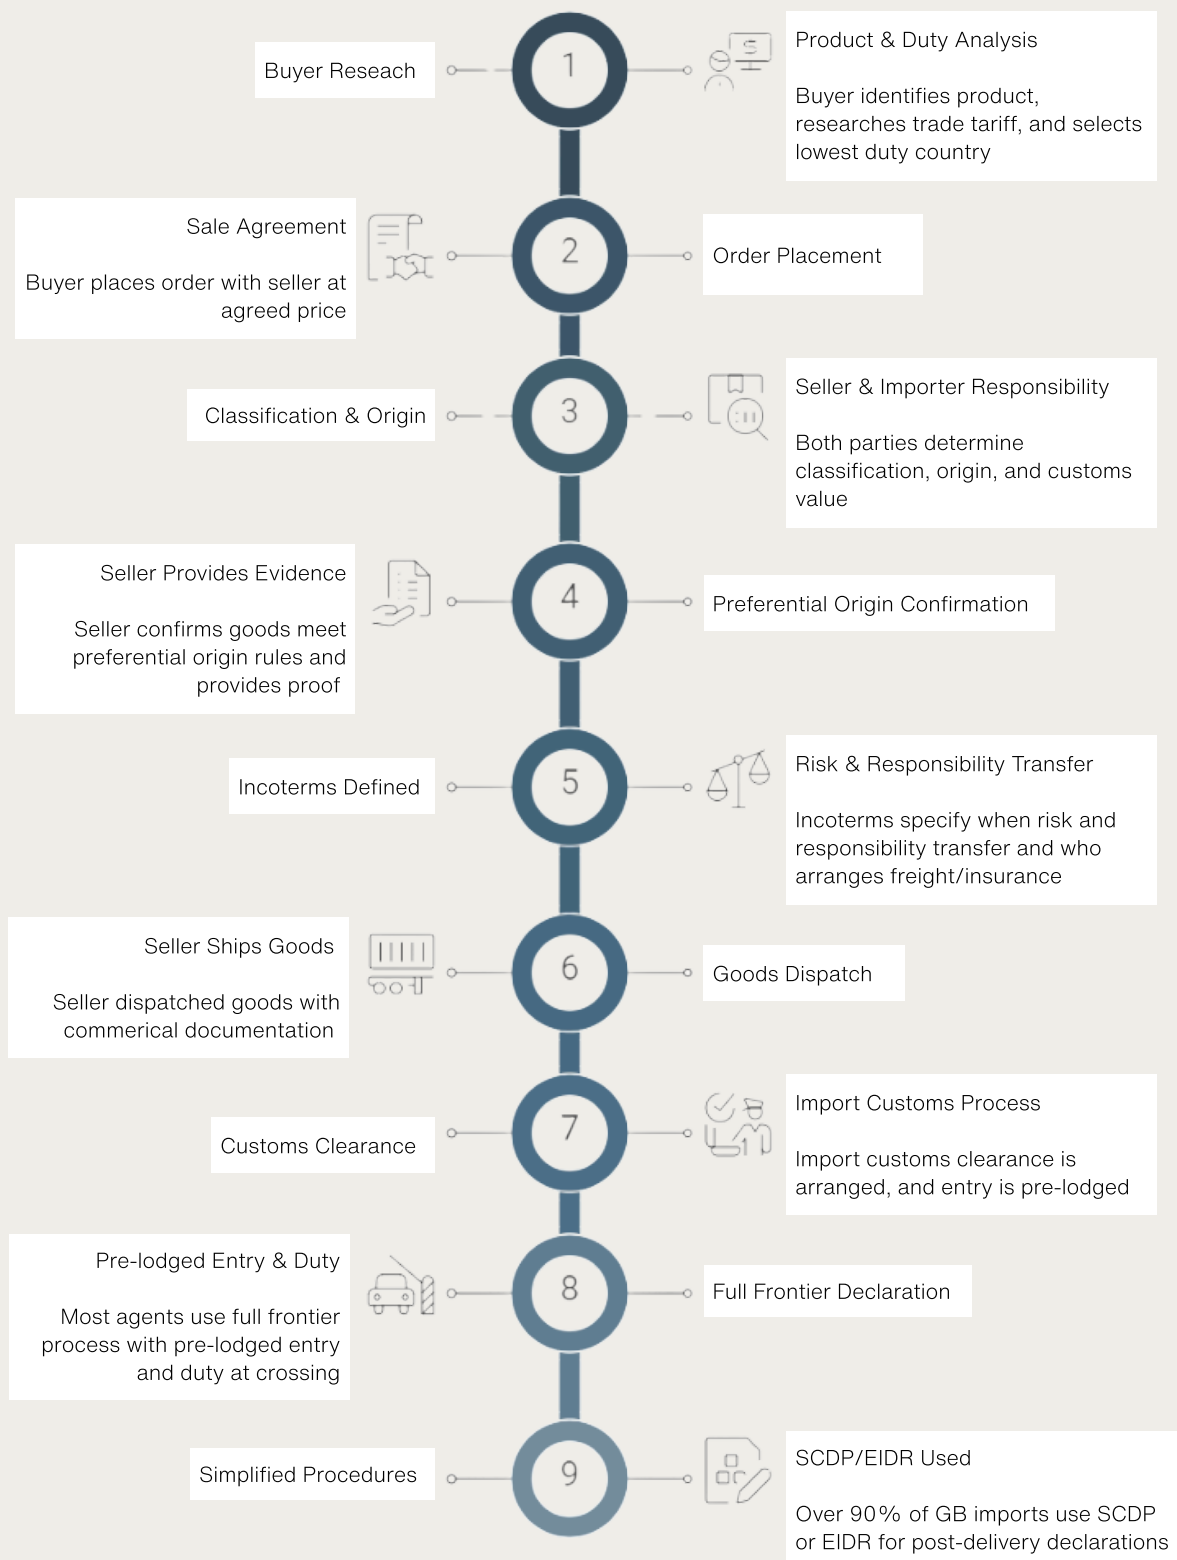 Buyer Reseach
1
Product & Duty Analysis
Buyer identifies product,
researches trade tariff, and selects
lowest duty country
Sale Agreement
Buyer places order with seller at
agreed price
2
Order Placement
Classification & Origin
3
Seller & Importer Responsibility
Both parties determine
classification, origin, and customs
value
Seller Provides Evidence
Seller confirms goods meet
preferential origin rules and
provides proof
4
Preferential Origin Confirmation
Incoterms Defined
5
Risk & Responsibility Transfer
Incoterms specify when risk and
responsibility transfer and who
arranges freight/insurance
Seller Ships Goods
Seller dispatched goods with
commerical documentation
6
Goods Dispatch
Customs Clearance
7
Import Customs Process
Import customs clearance is
arranged, and entry is pre-lodged
Pre-lodged Entry & Duty
Most agents use full frontier
process with pre-lodged entry
and duty at crossing
8
Full Frontier Declaration
Simplified Procedures
9
SCDP/EIDR Used
Over 90% of GB imports use SCDP
or EIDR for post-delivery declarations